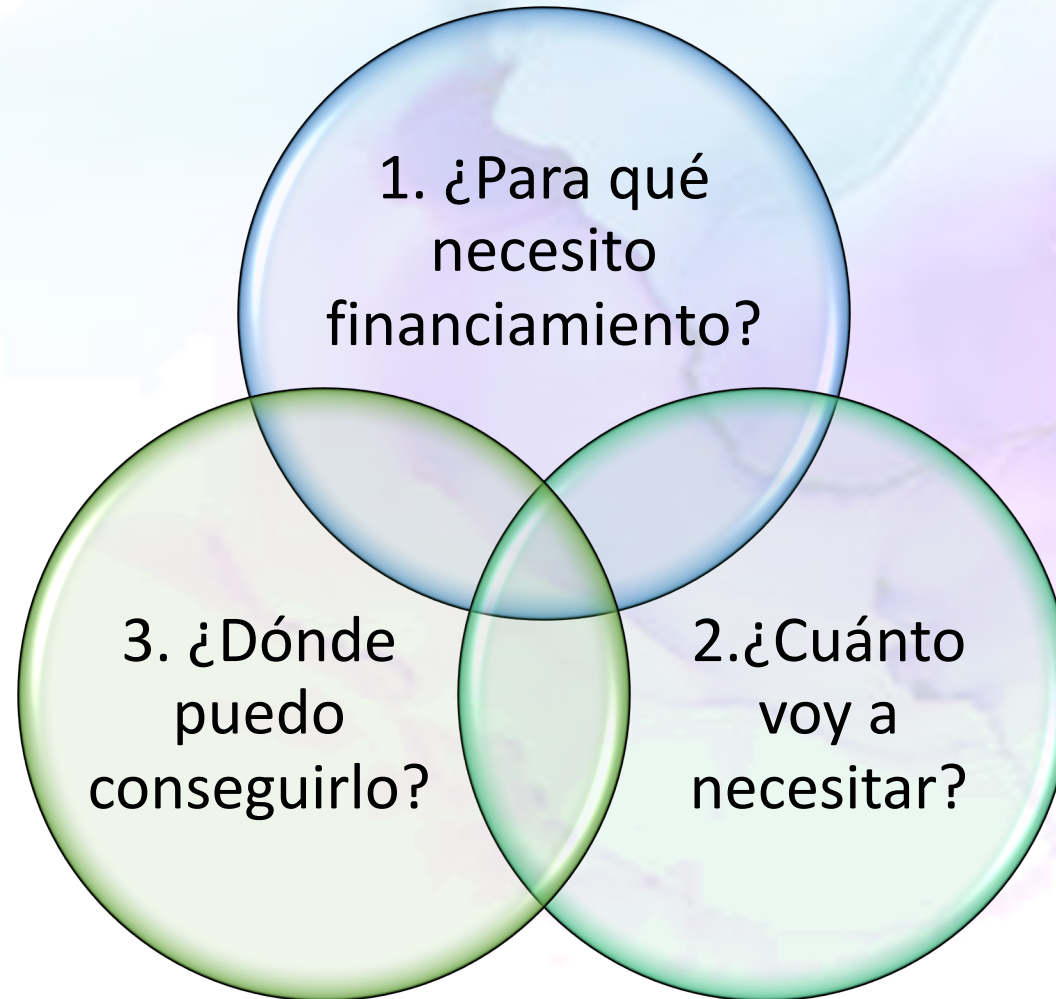 1. ¿Para qué
necesito
financiamiento?
2.¿Cuánto
voy a
necesitar?
3. ¿Dónde
puedo
conseguirlo?